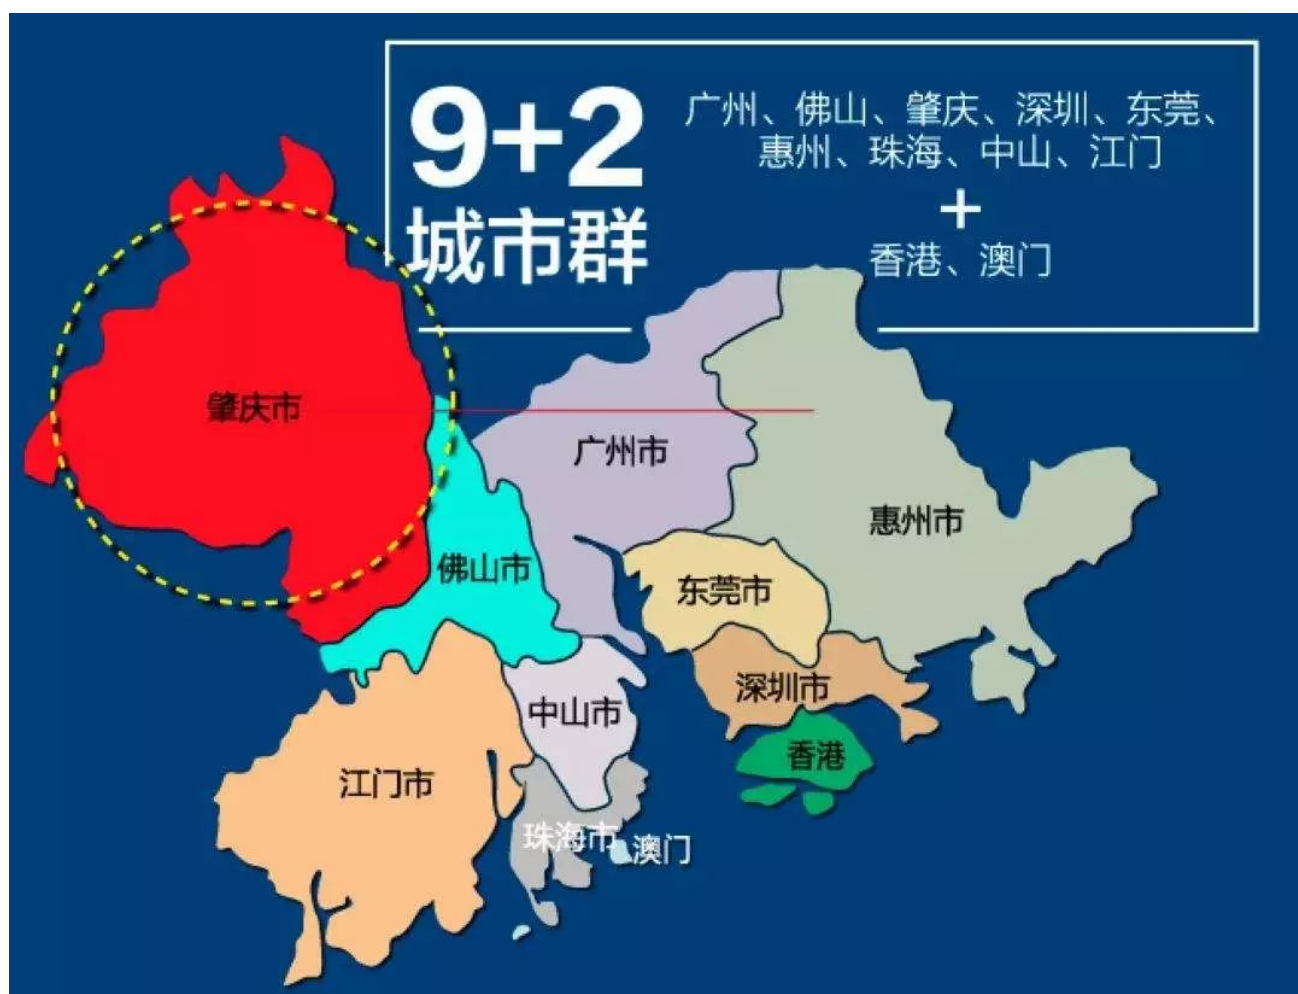 9+2
城市群
广州、佛山、肇庆、深圳、东莞、
惠州、珠海、中山、江门
+
香港、澳门
肇庆市
广州市
惠州市
佛山市
东莞市
深圳市
中山市
香港
江门市
珠海市
澳门